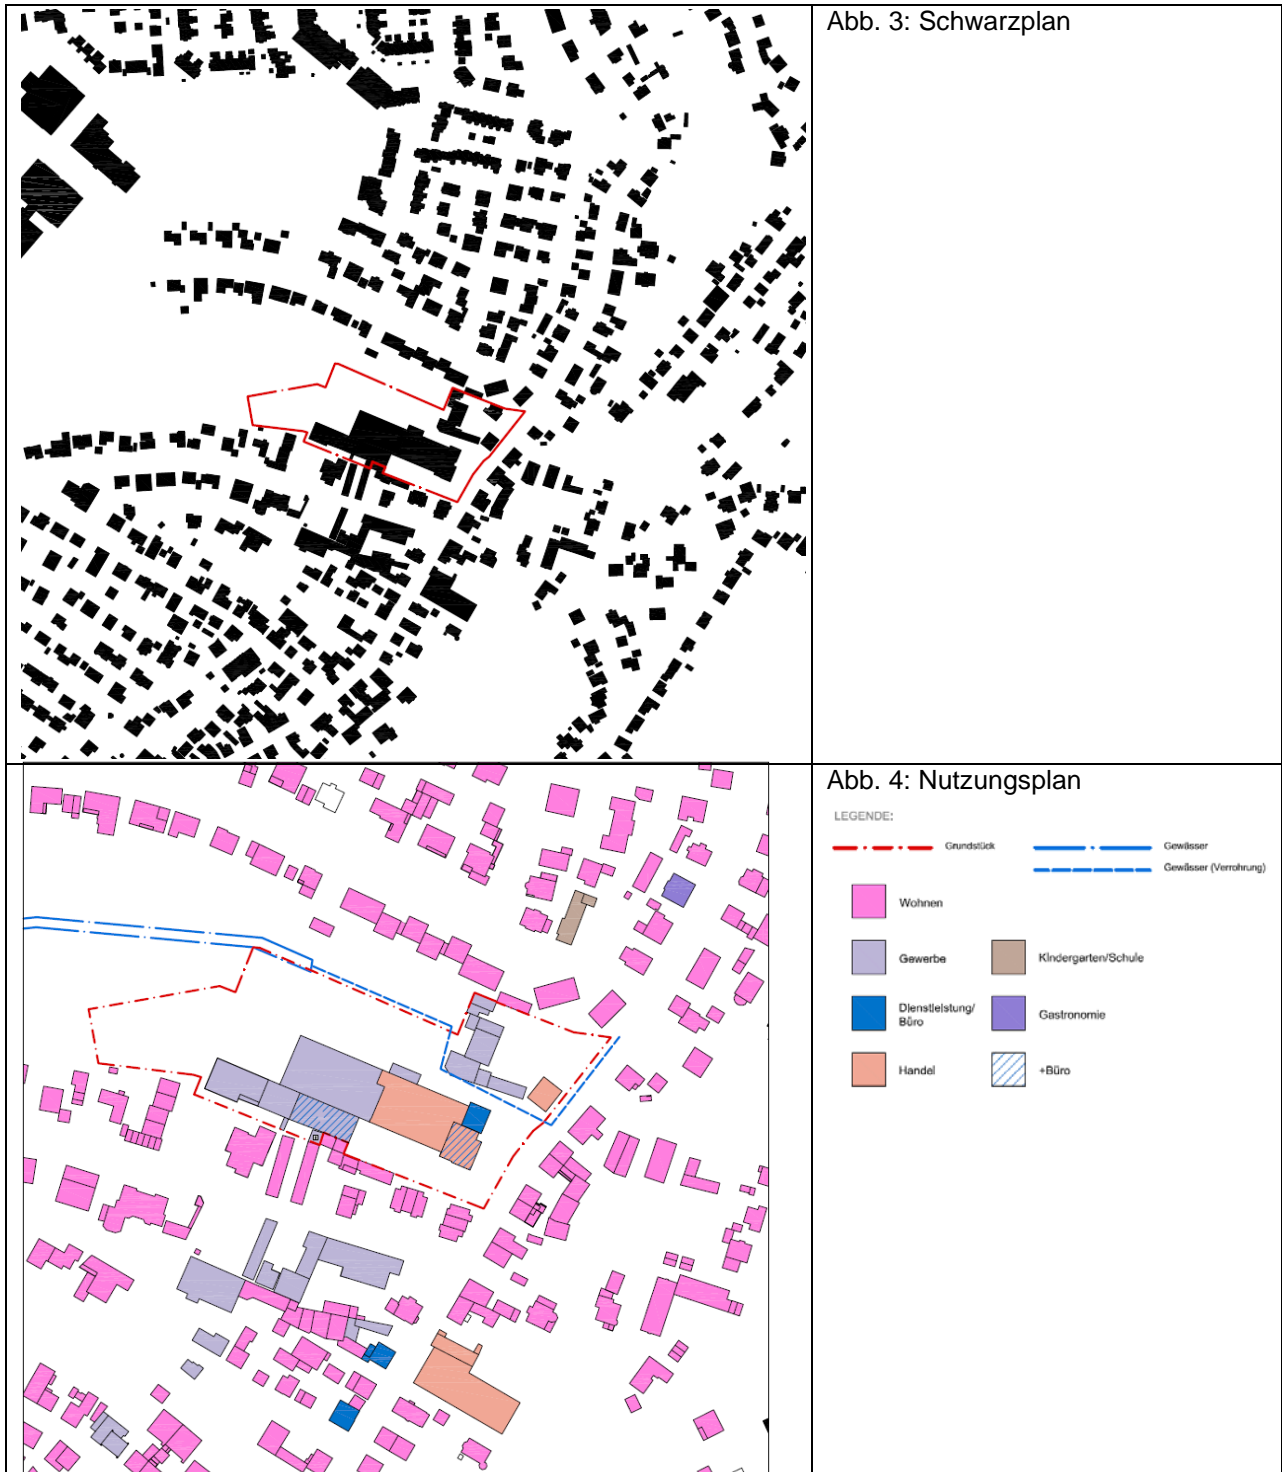 Abb. 3: Schwarzplan
Abb. 4: Nutzungsplan
LEGENDE:
Grundstück
Gewässer
Gewässer (Verrohrung)
Wohnen
Gewerbe
Kindergarten/Schule
Dienstleistung/
Büro
Gastronomie
Handel
+Büro